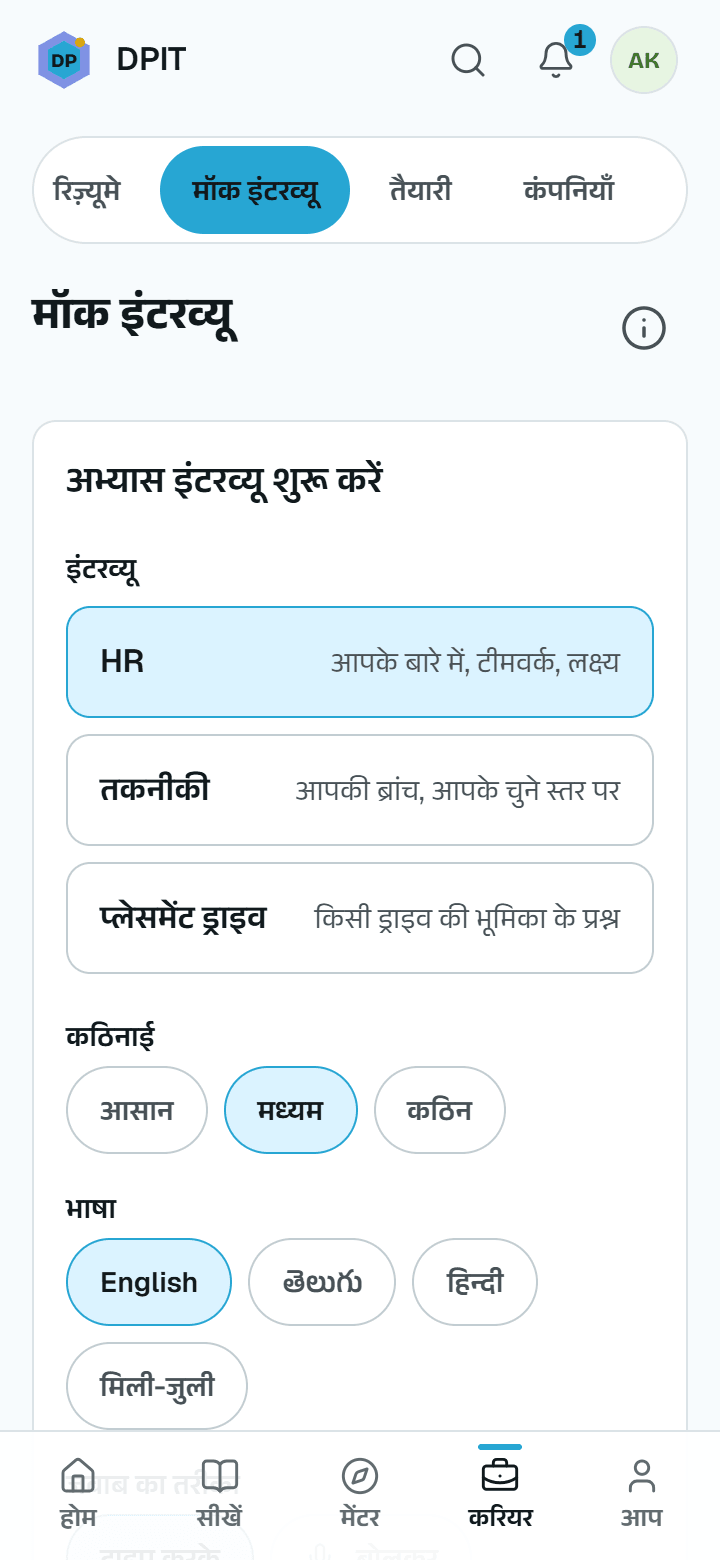 DP DPIT 1 AK
रिज़्यूमे मॉक इंटरव्यू तैयारी कंपनियाँ
मॉक इंटरव्यू
अभ्यास इंटरव्यू शुरू करें
इंटरव्यू
HR आपके बारे में, टीमवर्क, लक्ष्य
तकनीकी आपकी ब्रांच, आपके चुने स्तर पर
प्लेसमेंट ड्राइव किसी ड्राइव की भूमिका के प्रश्न
कठिनाई
आसान मध्यम कठिन
भाषा
English తెలుగు हिन्दी
मिली-जुली
होम सीखें मेंटर करियर आप